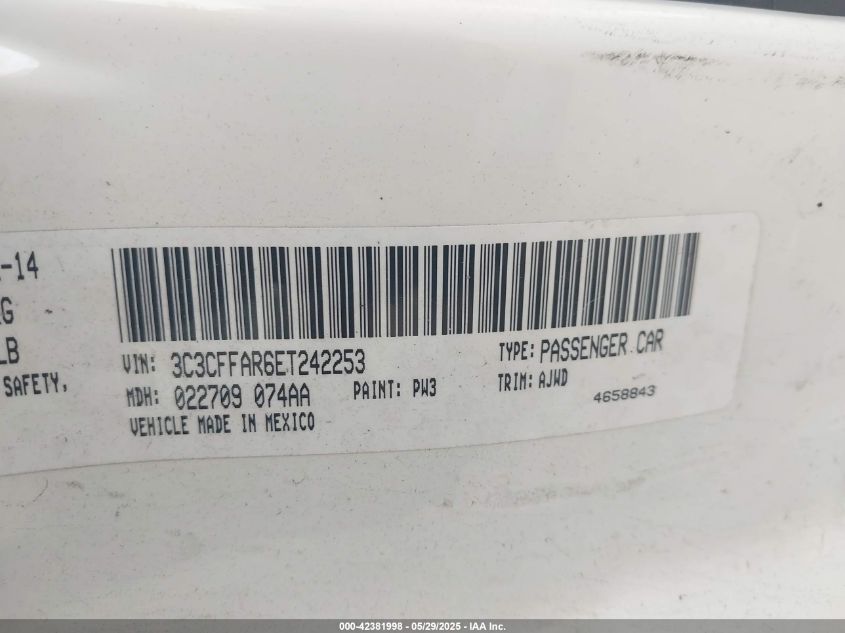 -14
G
LB
SAFETY,
VIN: 3C3CFFAR6ET242253
TYPE: PASSENGER CAR
MDH: 022709 074AA
PAINT: PW3
TRIM: AJWD
4658843
VEHICLE MADE IN MEXICO
000-42381998 - 05/29/2025 - IAA Inc.